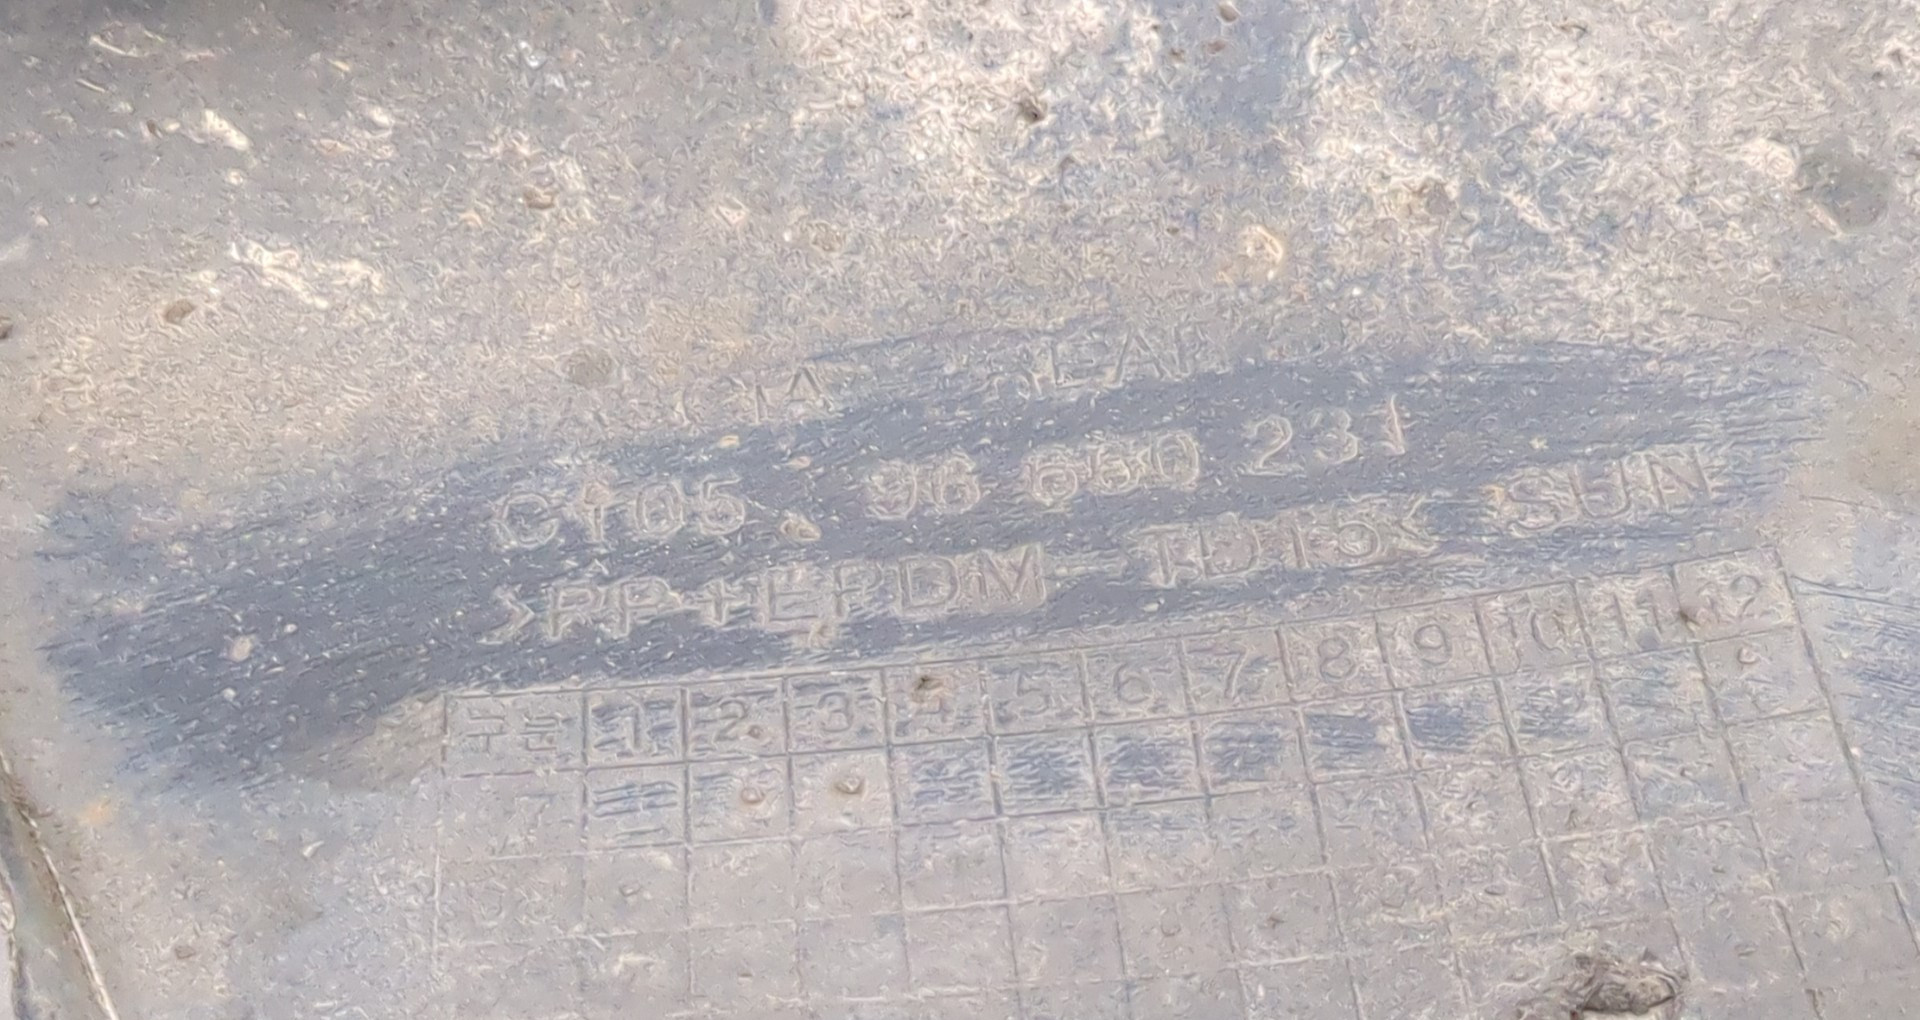 REAR
C105. 96 660 231
>PP+EPDM-TD15< SUN
구분 1 2 3 4 5 6 7 8 9 10 11 12